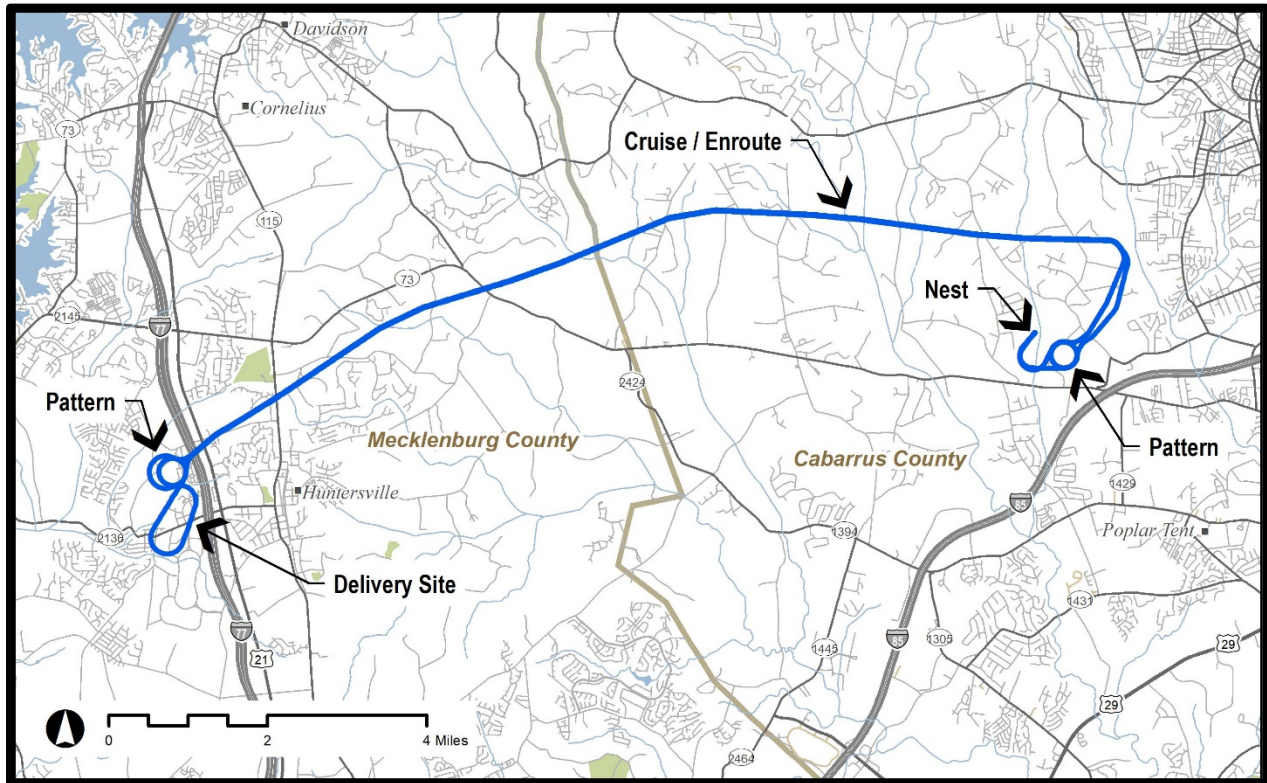 Davidson
Cornelius
73
Cruise / Enroute
115
73
Nest
2145
77
2424
Pattern
Mecklenburg County
Cabarrus County
Pattern
Huntersville
1429
85
2136
1394
Poplar Tent
Delivery Site
1431
77
21
1445
85
1305
29
29
0 2 4 Miles
2464